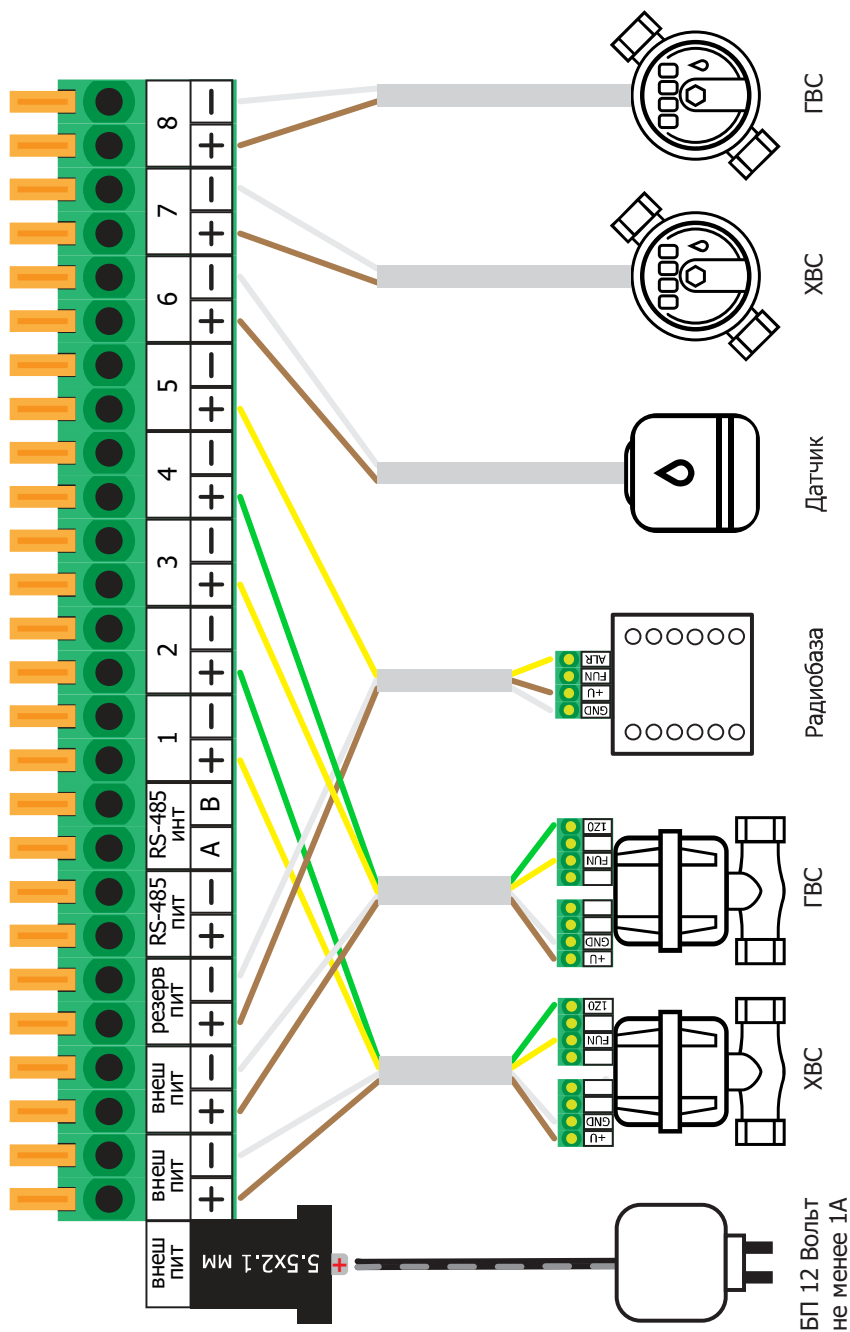 внеш
пит
внеш
пит
внеш
пит
резерв
пит
RS-485
пит
RS-485
инт
1
2
3
4
5
6
7
8
+ − + − + − + − A B + − + − + − + − + − + − + − + −
5.5x2.1 мм
+
+U
GND
FUN
1Z0
+U
GND
FUN
1Z0
GND
+U
FUN
ALR
БП 12 Вольт
не менее 1А
ХВС
ГВС
Радиобаза
Датчик
ХВС
ГВС